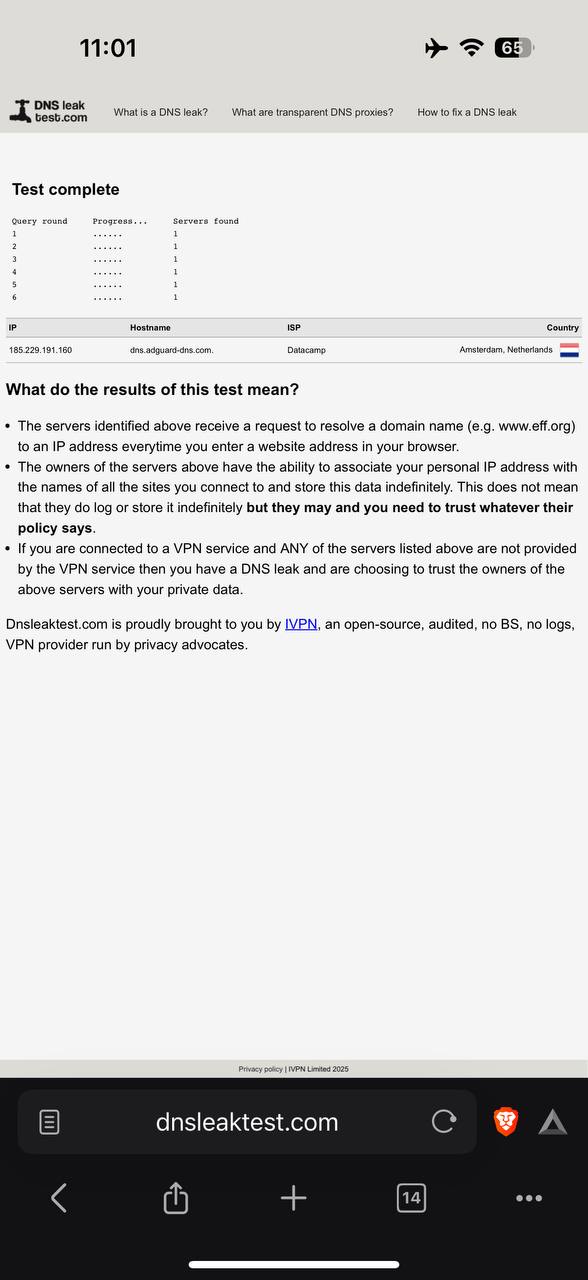 11:01
65
DNS leak
test.com
What is a DNS leak? What are transparent DNS proxies? How to fix a DNS leak
Test complete
Query round Progress... Servers found
1 ...... 1
2 ...... 1
3 ...... 1
4 ...... 1
5 ...... 1
6 ...... 1
IP Hostname ISP Country
185.229.191.160 dns.adguard-dns.com. Datacamp Amsterdam, Netherlands
What do the results of this test mean?
• The servers identified above receive a request to resolve a domain name (e.g. www.eff.org)
to an IP address everytime you enter a website address in your browser.
• The owners of the servers above have the ability to associate your personal IP address with
the names of all the sites you connect to and store this data indefinitely. This does not mean
that they do log or store it indefinitely but they may and you need to trust whatever their
policy says.
• If you are connected to a VPN service and ANY of the servers listed above are not provided
by the VPN service then you have a DNS leak and are choosing to trust the owners of the
above servers with your private data.
Dnsleaktest.com is proudly brought to you by IVPN, an open-source, audited, no BS, no logs,
VPN provider run by privacy advocates.
Privacy policy | IVPN Limited 2025
dnsleaktest.com
14